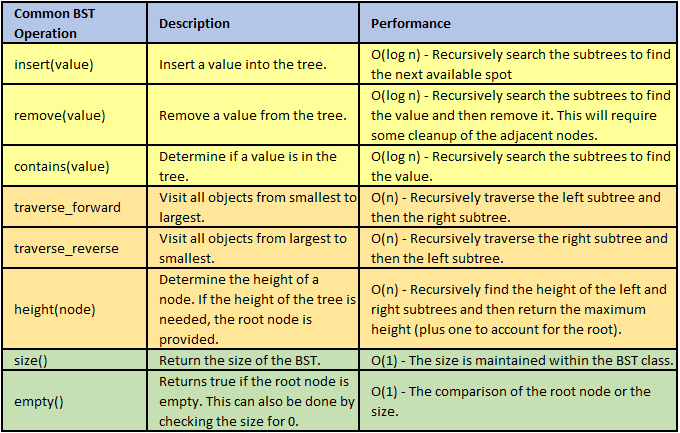 Common BST
Operation
Description
Performance
insert(value)
Insert a value into the tree.
O(log n) - Recursively search the subtrees to find
the next available spot
remove(value)
Remove a value from the tree.
O(log n) - Recursively search the subtrees to find
the value and then remove it. This will require
some cleanup of the adjacent nodes.
contains(value)
Determine if a value is in the
tree.
O(log n) - Recursively search the subtrees to find
the value.
traverse_forward
Visit all objects from smallest to
largest.
O(n) - Recursively traverse the left subtree and
then the right subtree.
traverse_reverse
Visit all objects from largest to
smallest.
O(n) - Recursively traverse the right subtree and
then the left subtree.
height(node)
Determine the height of a
node. If the height of the tree is
needed, the root node is
provided.
O(n) - Recursively find the height of the left and
right subtrees and then return the maximum
height (plus one to account for the root).
size()
Return the size of the BST.
O(1) - The size is maintained within the BST class.
empty()
Returns true if the root node is
empty. This can also be done by
checking the size for 0.
O(1) - The comparison of the root node or the
size.